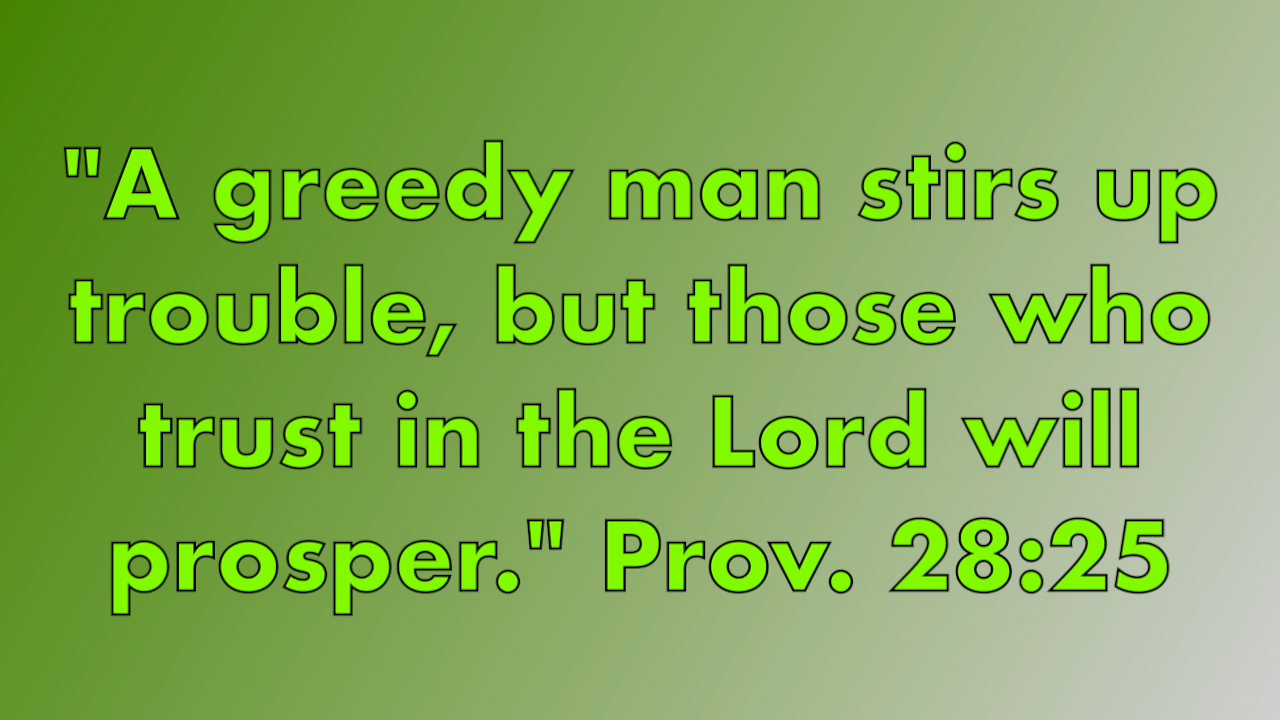 "A greedy man stirs up
trouble, but those who
trust in the Lord will
prosper." Prov. 28:25